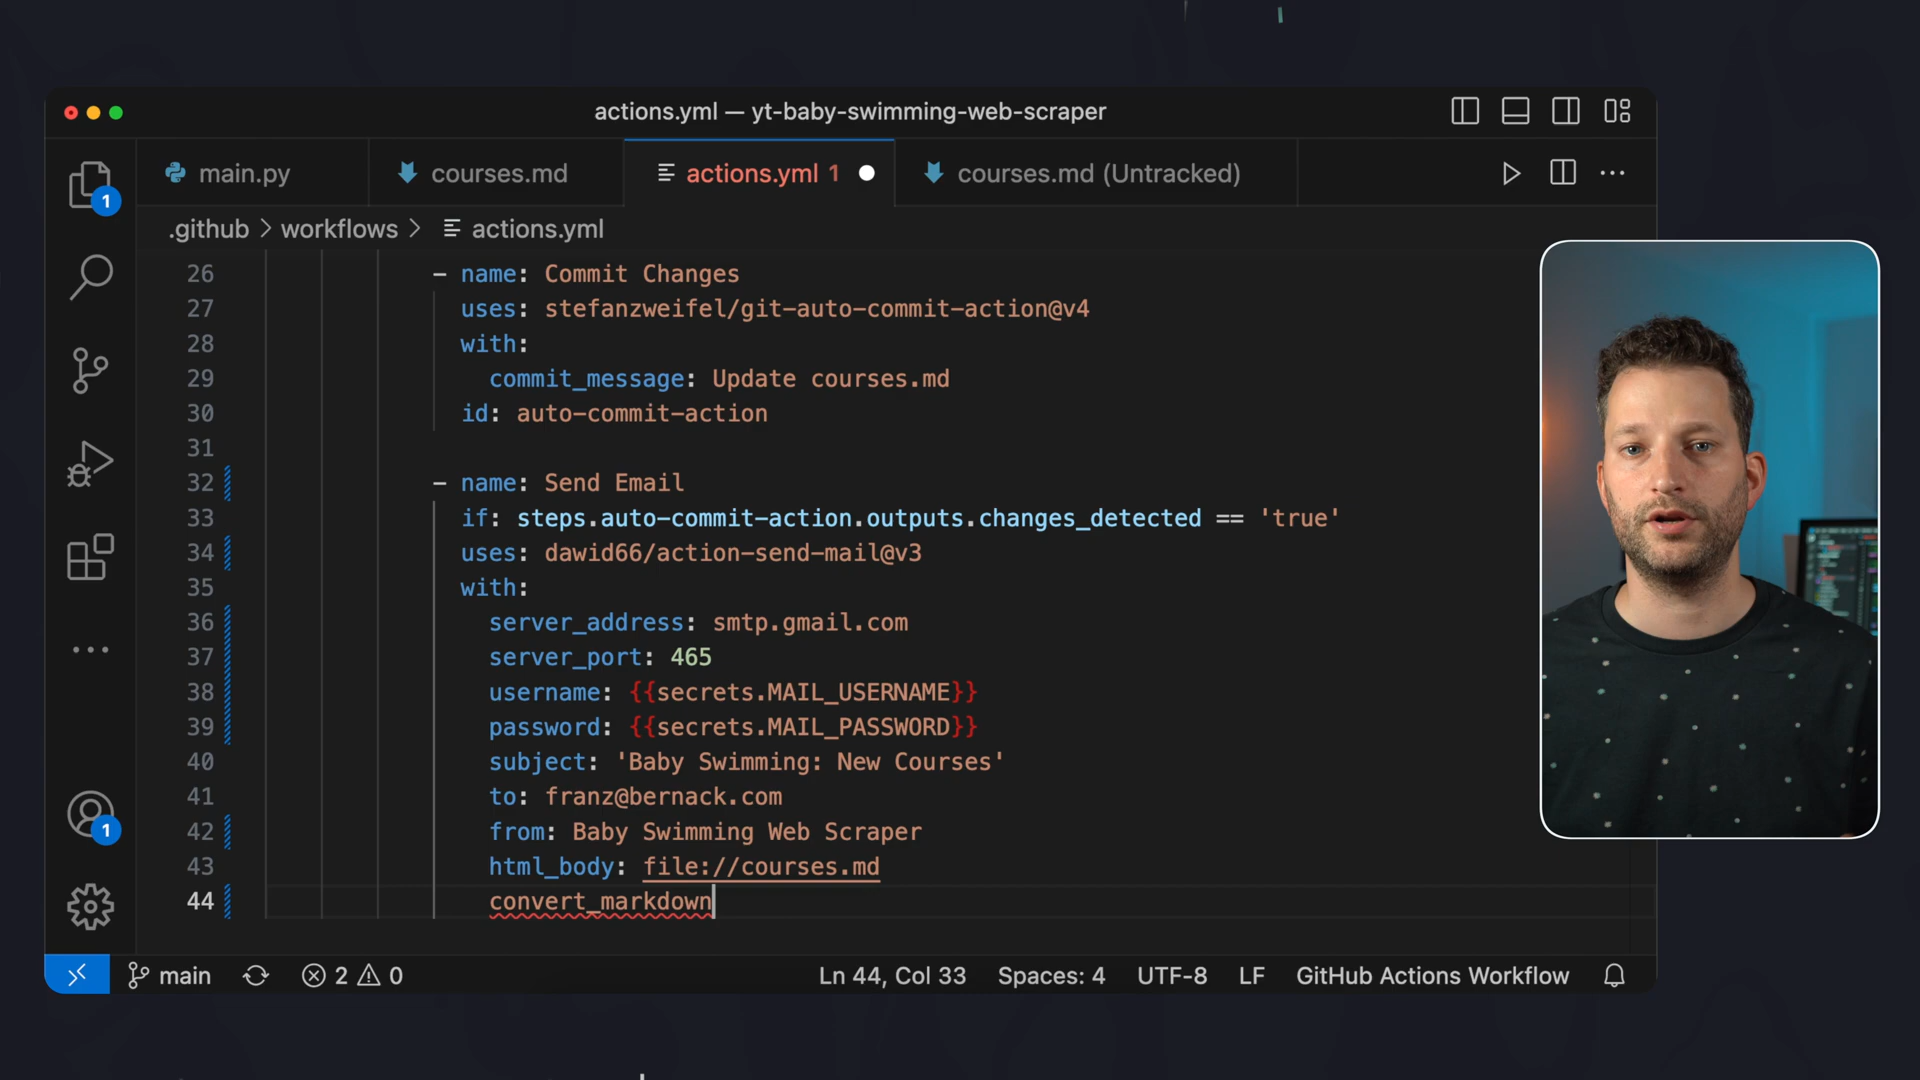 actions.yml — yt-baby-swimming-web-scraper
main.py
courses.md
actions.yml 1
courses.md (Untracked)
1
.github > workflows > actions.yml
26 - name: Commit Changes
27 uses: stefanzweifel/git-auto-commit-action@v4
28 with:
29 commit_message: Update courses.md
30 id: auto-commit-action
31
32 - name: Send Email
33 if: steps.auto-commit-action.outputs.changes_detected == 'true'
34 uses: dawid66/action-send-mail@v3
35 with:
36 server_address: smtp.gmail.com
37 server_port: 465
38 username: {{secrets.MAIL_USERNAME}}
39 password: {{secrets.MAIL_PASSWORD}}
40 subject: 'Baby Swimming: New Courses'
41 to: franz@bernack.com
42 from: Baby Swimming Web Scraper
43 html_body: file://courses.md
44 convert_markdown
1
main 2 0 Ln 44, Col 33 Spaces: 4 UTF-8 LF GitHub Actions Workflow